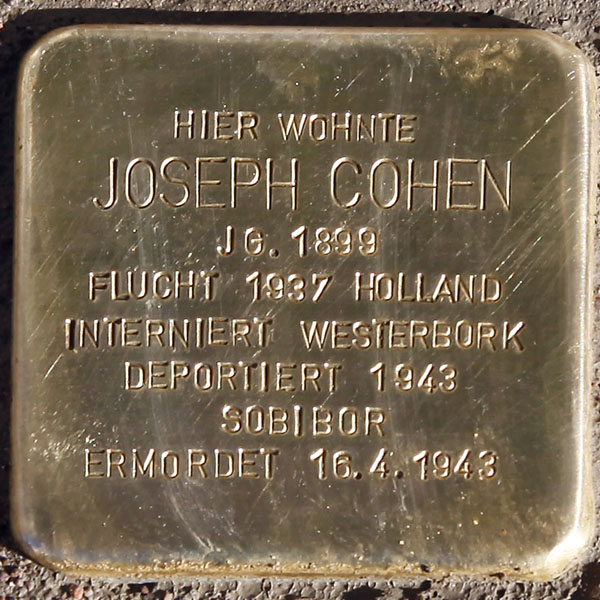 HIER WOHNTE
JOSEPH COHEN
JG. 1899
FLUCHT 1937 HOLLAND
INTERNIERT WESTERBORK
DEPORTIERT 1943
SOBIBOR
ERMORDET 16.4.1943